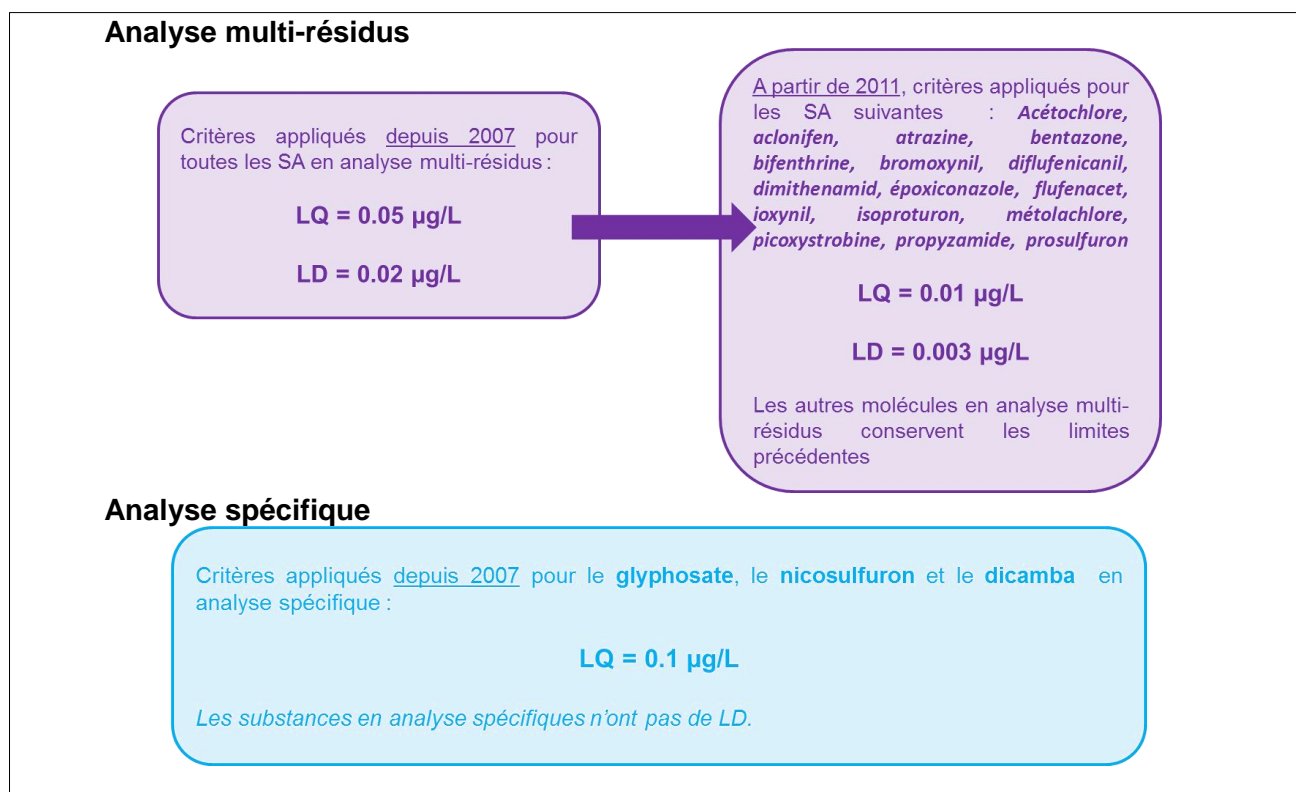 Analyse multi-résidus
Critères appliqués depuis 2007 pour
toutes les SA en analyse multi-résidus :
LQ = 0.05 µg/L
LD = 0.02 µg/L
A partir de 2011, critères appliqués pour
les SA suivantes : Acétochlore,
aclonifen, atrazine, bentazone,
bifenthrine, bromoxynil, diflufenicanil,
dimithenamid, époxiconazole, flufenacet,
ioxynil, isoproturon, métolachlore,
picoxystrobine, propyzamide, prosulfuron
LQ = 0.01 µg/L
LD = 0.003 µg/L
Les autres molécules en analyse multi-
résidus conservent les limites
précédentes
Analyse spécifique
Critères appliqués depuis 2007 pour le glyphosate, le nicosulfuron et le dicamba en
analyse spécifique :
LQ = 0.1 µg/L
Les substances en analyse spécifiques n'ont pas de LD.